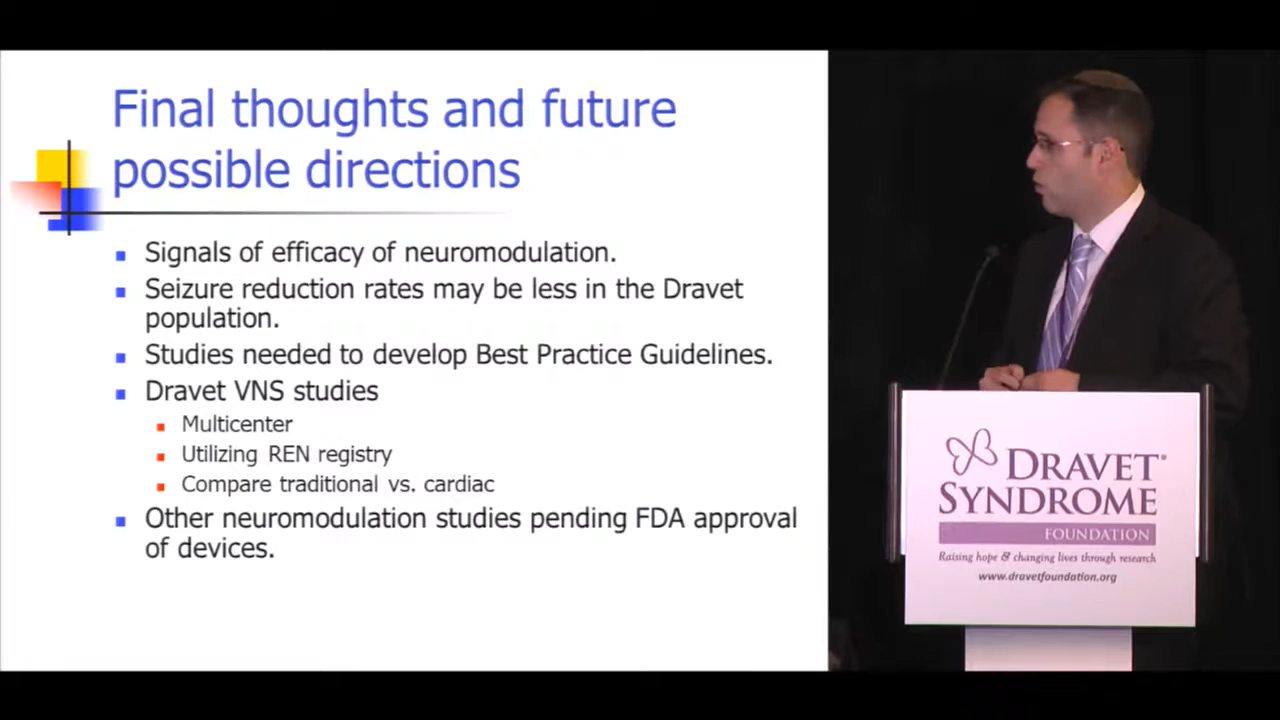 Final thoughts and future
possible directions
Signals of efficacy of neuromodulation.
Seizure reduction rates may be less in the Dravet
population.
Studies needed to develop Best Practice Guidelines.
Dravet VNS studies
Multicenter
Utilizing REN registry
Compare traditional vs. cardiac
Other neuromodulation studies pending FDA approval
of devices.
DRAVET®
SYNDROME
FOUNDATION
Raising hope & changing lives through research
www.dravetfoundation.org